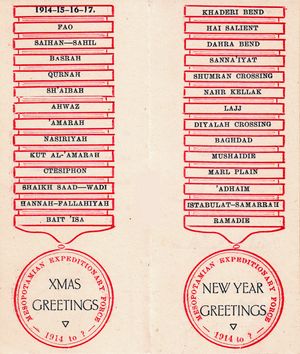 1914-15-16-17.
FAO
SAIHAN—SAHIL
BASRAH
QURNAH
SH'AIBAH
AHWAZ
'AMARAH
NASIRIYAH
KUT AL-'AMARAH
CTESIPHON
SHAIKH SAAD—WADI
HANNAH-FALLAHIYAH
BAIT 'ISA
MESOPOTAMIAN EXPEDITIONARY FORCE
XMAS
GREETINGS
1914 to ?
KHADERI BEND
HAI SALIENT
DAHRA BEND
SANNA'IYAT
SHUMRAN CROSSING
NAHR KELLAK
LAJJ
DIYALAH CROSSING
BAGHDAD
MUSHAIDIE
MARL PLAIN
'ADHAIM
ISTABULAT-SAMARRAH
RAMADIE
MESOPOTAMIAN EXPEDITIONARY FORCE
NEW YEAR
GREETINGS
1914 to ?